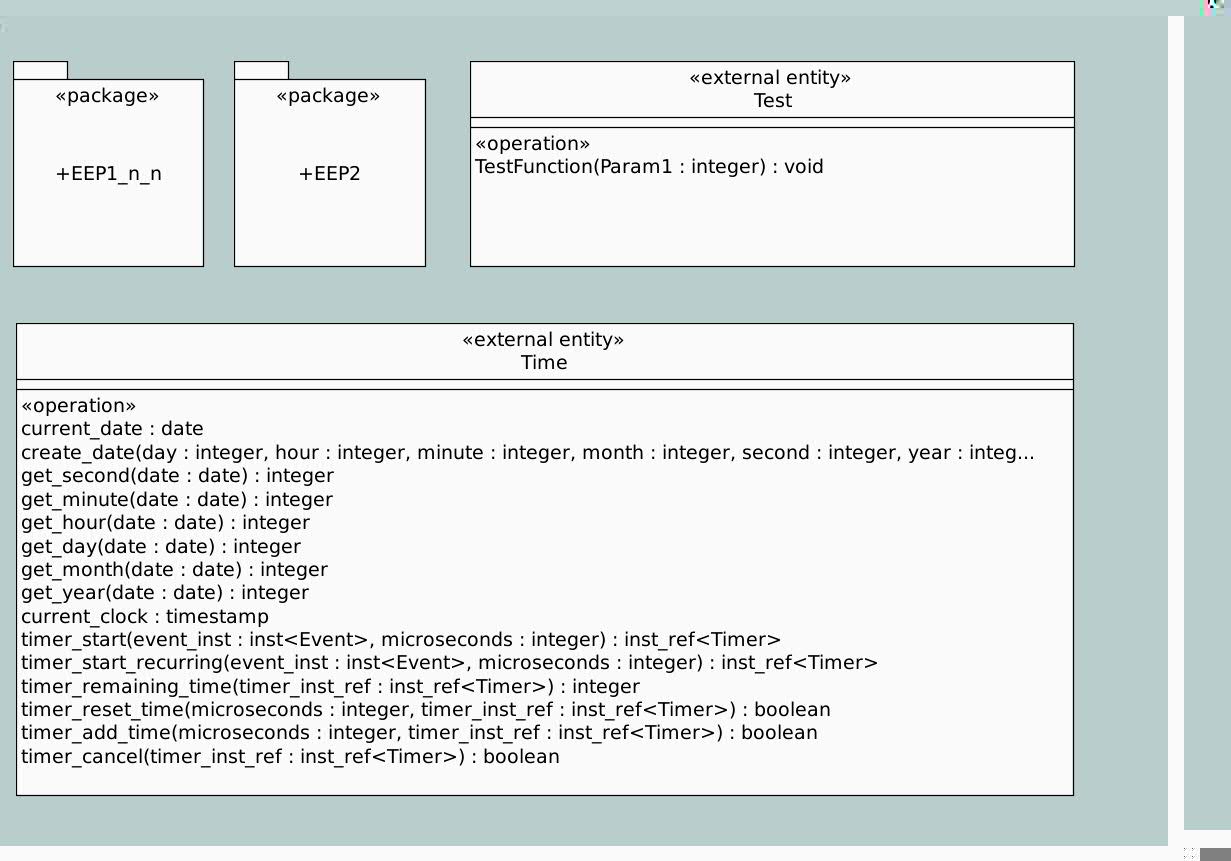 «package»
+EEP1_n_n
«package»
+EEP2
«external entity»
Test
«operation»
TestFunction(Param1 : integer) : void
«external entity»
Time
«operation»
current_date : date
create_date(day : integer, hour : integer, minute : integer, month : integer, second : integer, year : integ...
get_second(date : date) : integer
get_minute(date : date) : integer
get_hour(date : date) : integer
get_day(date : date) : integer
get_month(date : date) : integer
get_year(date : date) : integer
current_clock : timestamp
timer_start(event_inst : inst<Event>, microseconds : integer) : inst_ref<Timer>
timer_start_recurring(event_inst : inst<Event>, microseconds : integer) : inst_ref<Timer>
timer_remaining_time(timer_inst_ref : inst_ref<Timer>) : integer
timer_reset_time(microseconds : integer, timer_inst_ref : inst_ref<Timer>) : boolean
timer_add_time(microseconds : integer, timer_inst_ref : inst_ref<Timer>) : boolean
timer_cancel(timer_inst_ref : inst_ref<Timer>) : boolean